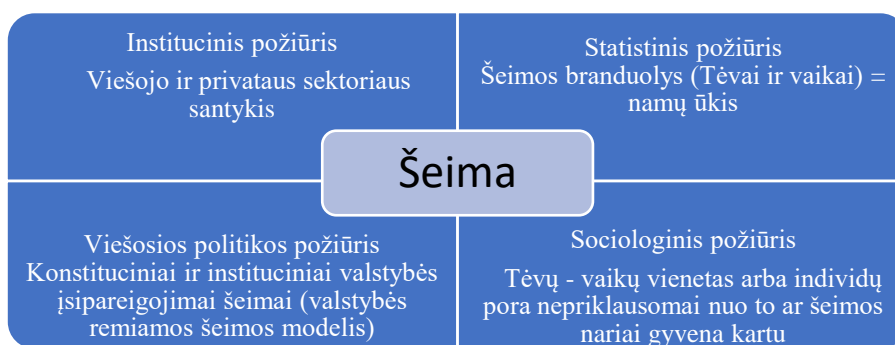 Institucinis požiūris
Viešojo ir privataus sektoriaus
santykis
Statistinis požiūris
Šeimos branduolys (Tėvai ir vaikai) =
namų ūkis
Šeima
Viešosios politikos požiūris
Konstituciniai ir instituciniai valstybės
įsipareigojimai šeimai (valstybės
remiamos šeimos modelis)
Sociologinis požiūris
Tėvų - vaikų vienetas arba individų
pora nepriklausomai nuo to ar šeimos
nariai gyvena kartu